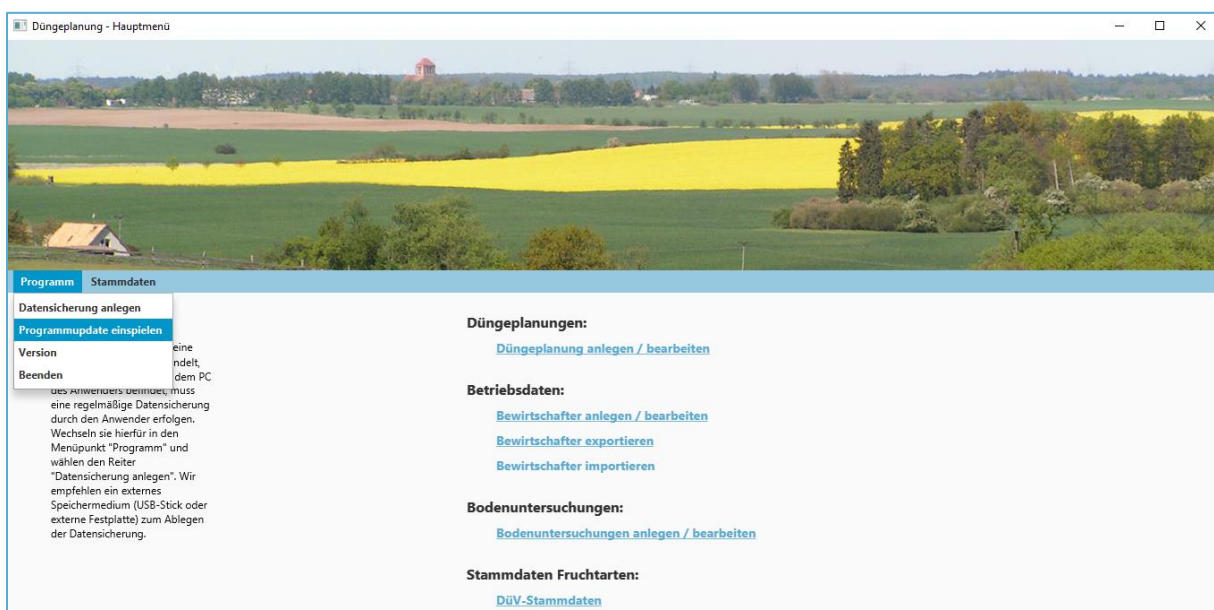 Düngeplanung - Hauptmenü
Programm Stammdaten
Datensicherung anlegen
Programmupdate einspielen
Version
Beenden
eine
ndelt,
dem PC
des Anwenders befindet, muss
eine regelmäßige Datensicherung
durch den Anwender erfolgen.
Wechseln sie hierfür in den
Menüpunkt "Programm" und
wählen den Reiter
"Datensicherung anlegen". Wir
empfehlen ein externes
Speichermedium (USB-Stick oder
externe Festplatte) zum Ablegen
der Datensicherung.
Düngeplanungen:
Düngeplanung anlegen / bearbeiten
Betriebsdaten:
Bewirtschafter anlegen / bearbeiten
Bewirtschafter exportieren
Bewirtschafter importieren
Bodenuntersuchungen:
Bodenuntersuchungen anlegen / bearbeiten
Stammdaten Fruchtarten:
DüV-Stammdaten